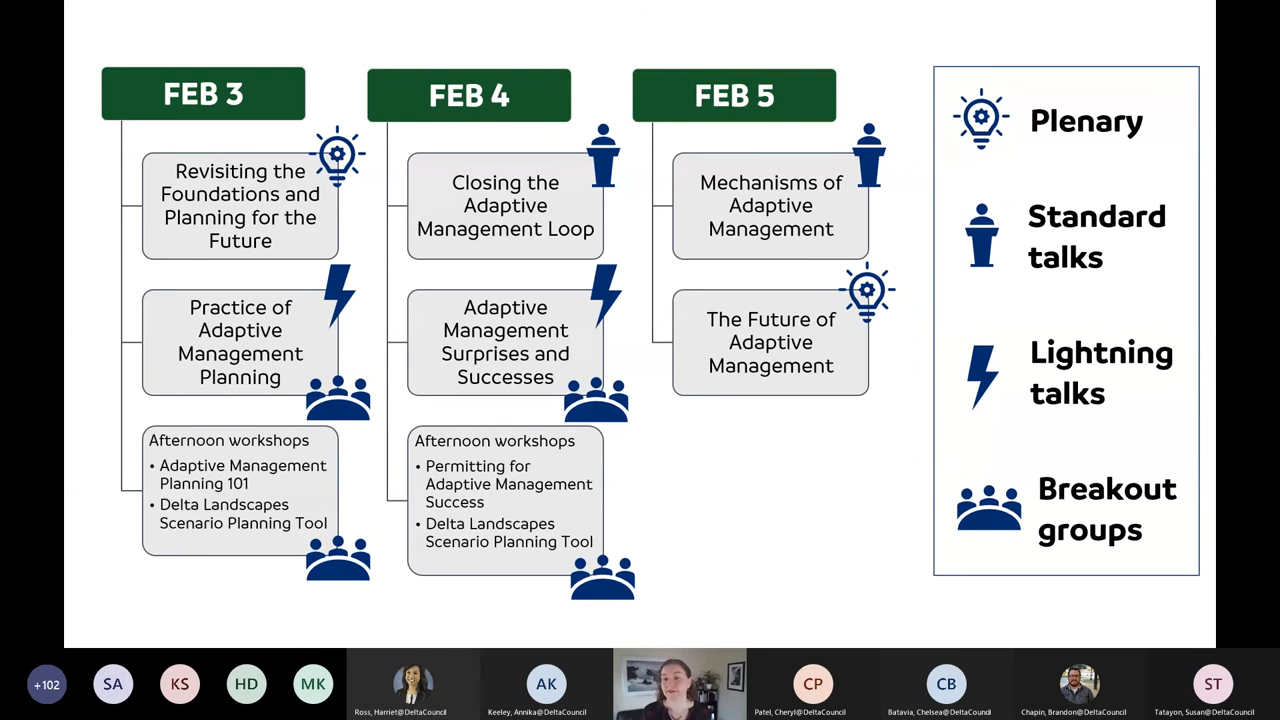 FEB 3
FEB 4
FEB 5
Revisiting the
Foundations and
Planning for the
Future
Practice of
Adaptive
Management
Planning
Afternoon workshops
• Adaptive Management
Planning 101
• Delta Landscapes
Scenario Planning Tool
Closing the
Adaptive
Management Loop
Adaptive
Management
Surprises and
Successes
Afternoon workshops
• Permitting for
Adaptive Management
Success
• Delta Landscapes
Scenario Planning Tool
Mechanisms of
Adaptive
Management
The Future of
Adaptive
Management
Plenary
Standard
talks
Lightning
talks
Breakout
groups
+102
SA
KS
HD
MK
Ross, Harriet@DeltaCouncil
AK
Keeley, Annika@DeltaCouncil
CP
Patel, Cheryl@DeltaCouncil
CB
Batavia, Chelsea@DeltaCouncil
Chapin, Brandon@DeltaCouncil
ST
Tatayon, Susan@DeltaCouncil